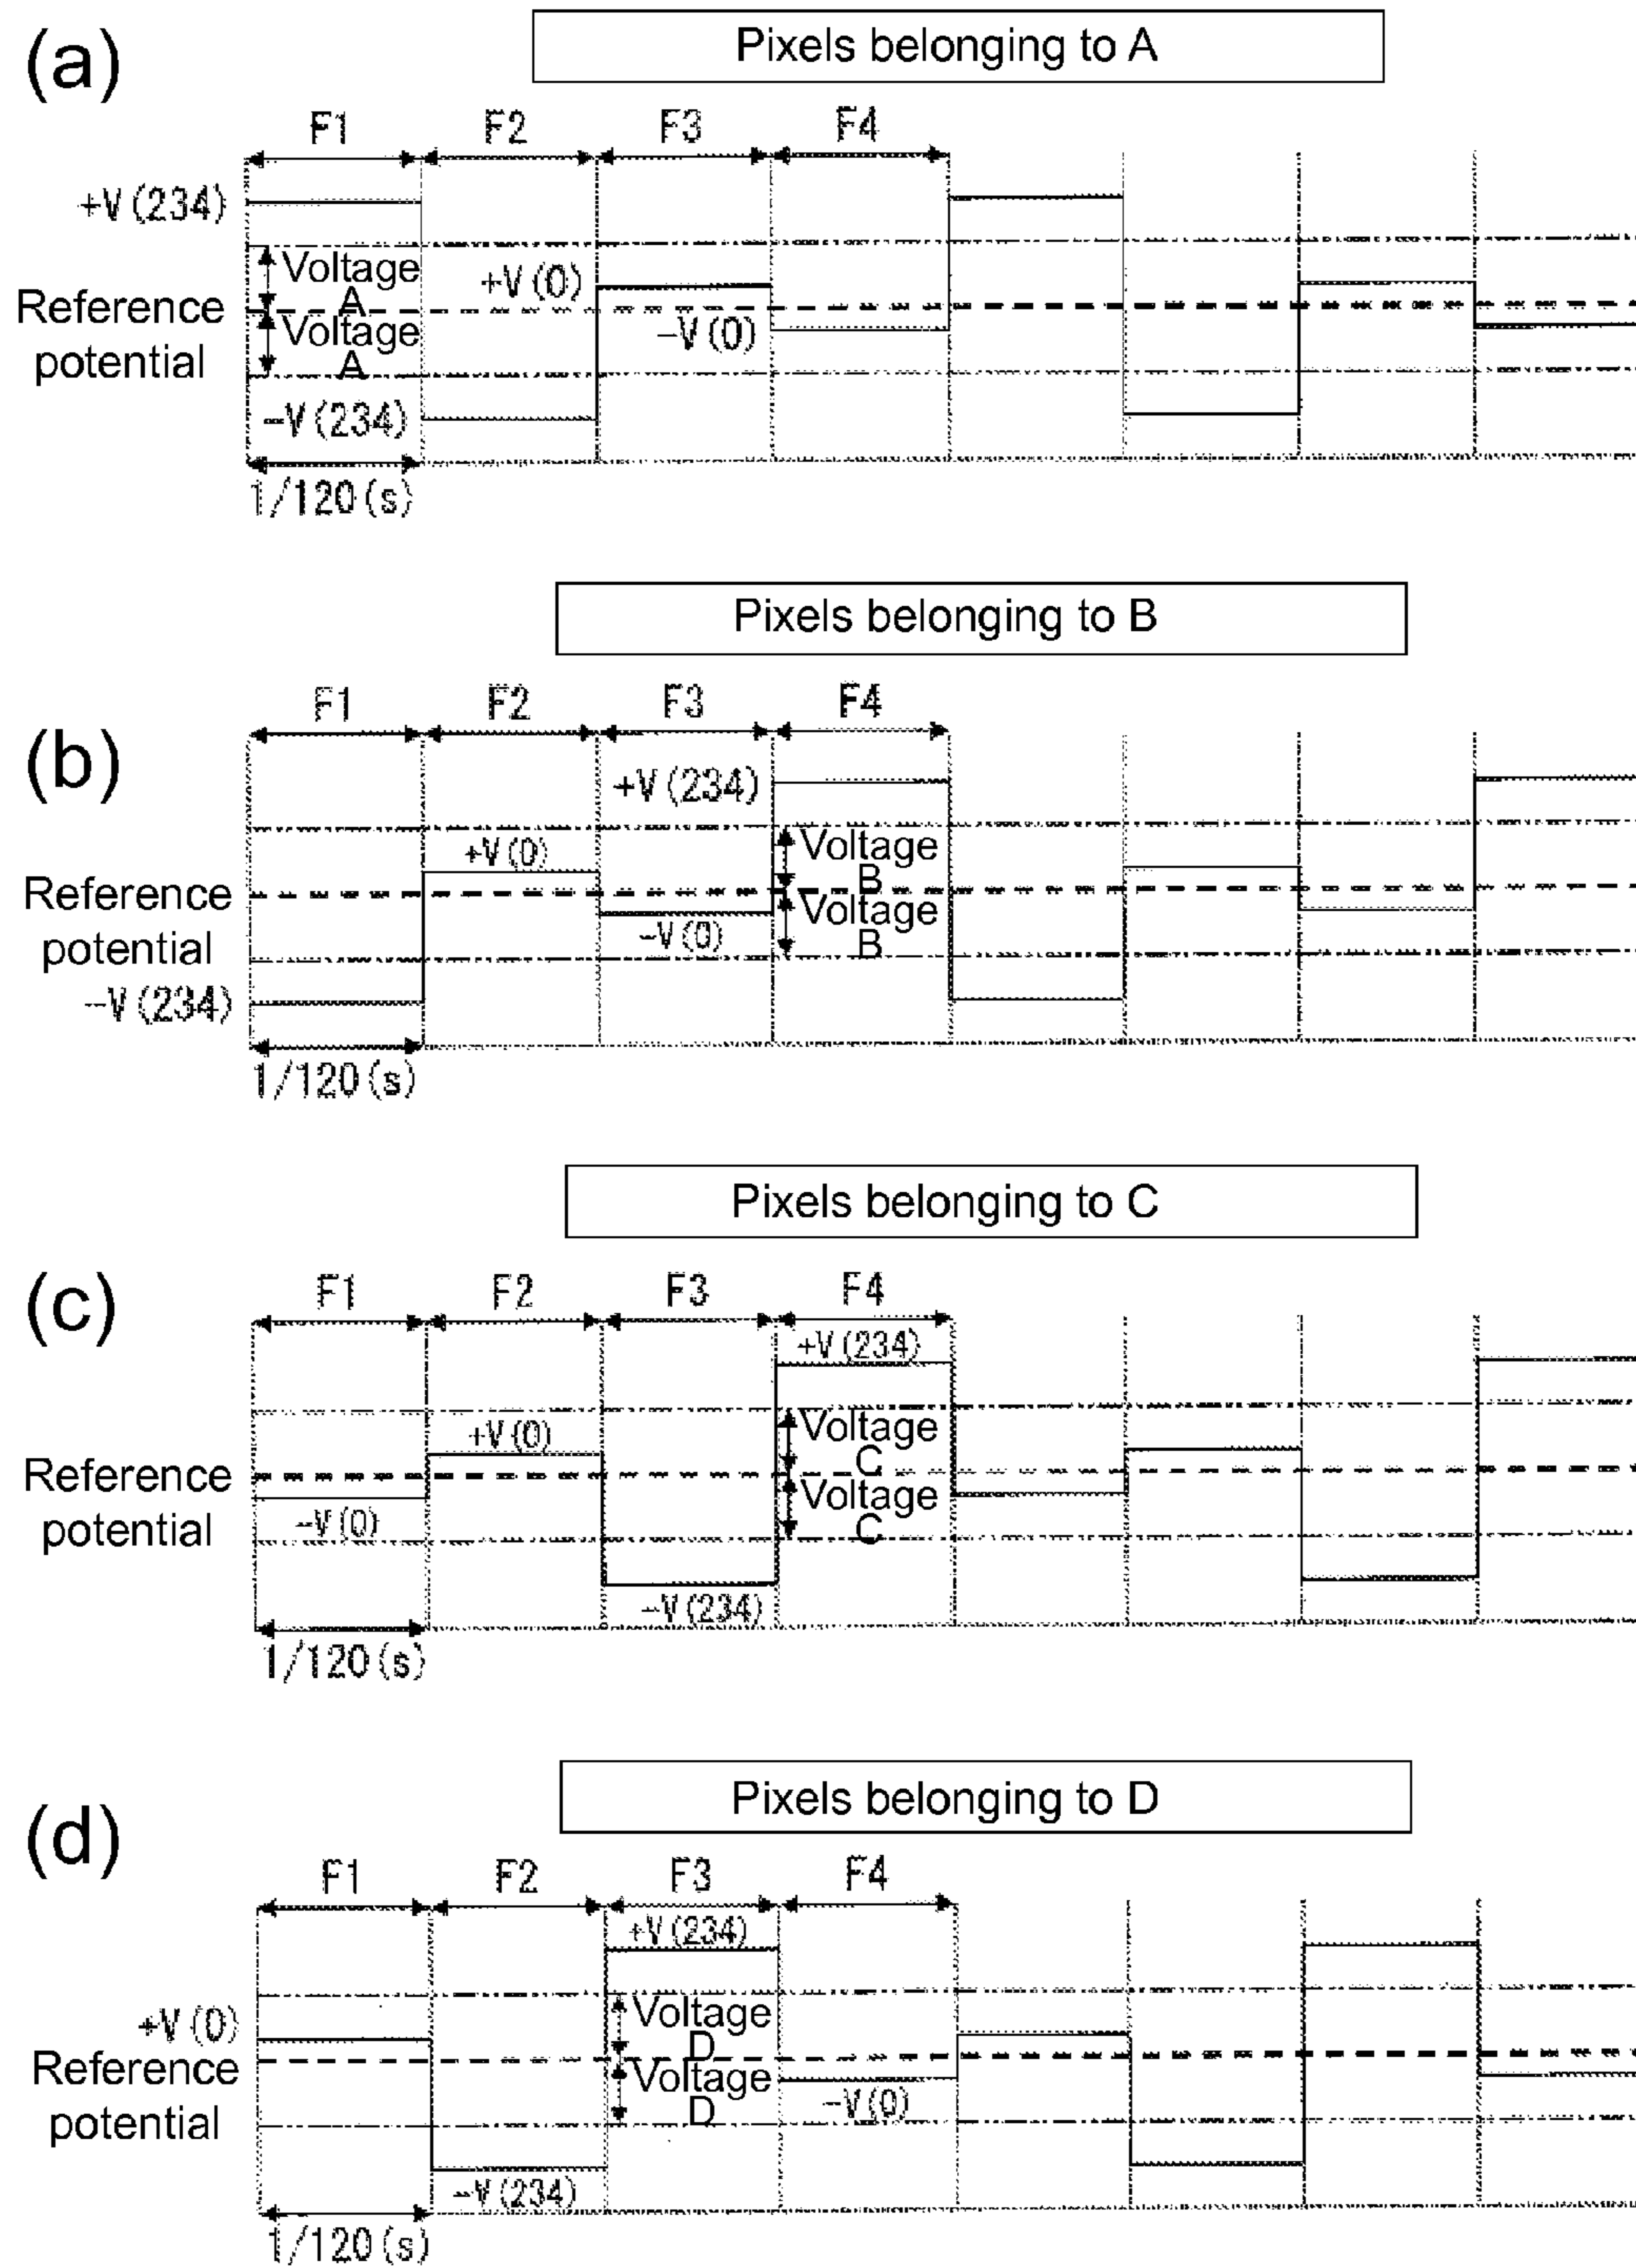 (a)
Pixels belonging to A
F1 F2 F3 F4
+V(234)
Voltage
A
+V(0)
Reference
potential
Voltage
A
-V(0)
-V(234)
1/120(s)
Pixels belonging to B
(b)
F1 F2 F3 F4
+V(234)
+V(0)
Voltage
B
Reference
potential
Voltage
B
-V(0)
-V(234)
1/120(s)
Pixels belonging to C
(c)
F1 F2 F3 F4
+V(234)
+V(0)
Voltage
C
Reference
potential
Voltage
C
-V(0)
-V(234)
1/120(s)
Pixels belonging to D
(d)
F1 F2 F3 F4
+V(234)
+V(0)
Voltage
D
Reference
potential
Voltage
D
-V(0)
-V(234)
1/120(s)